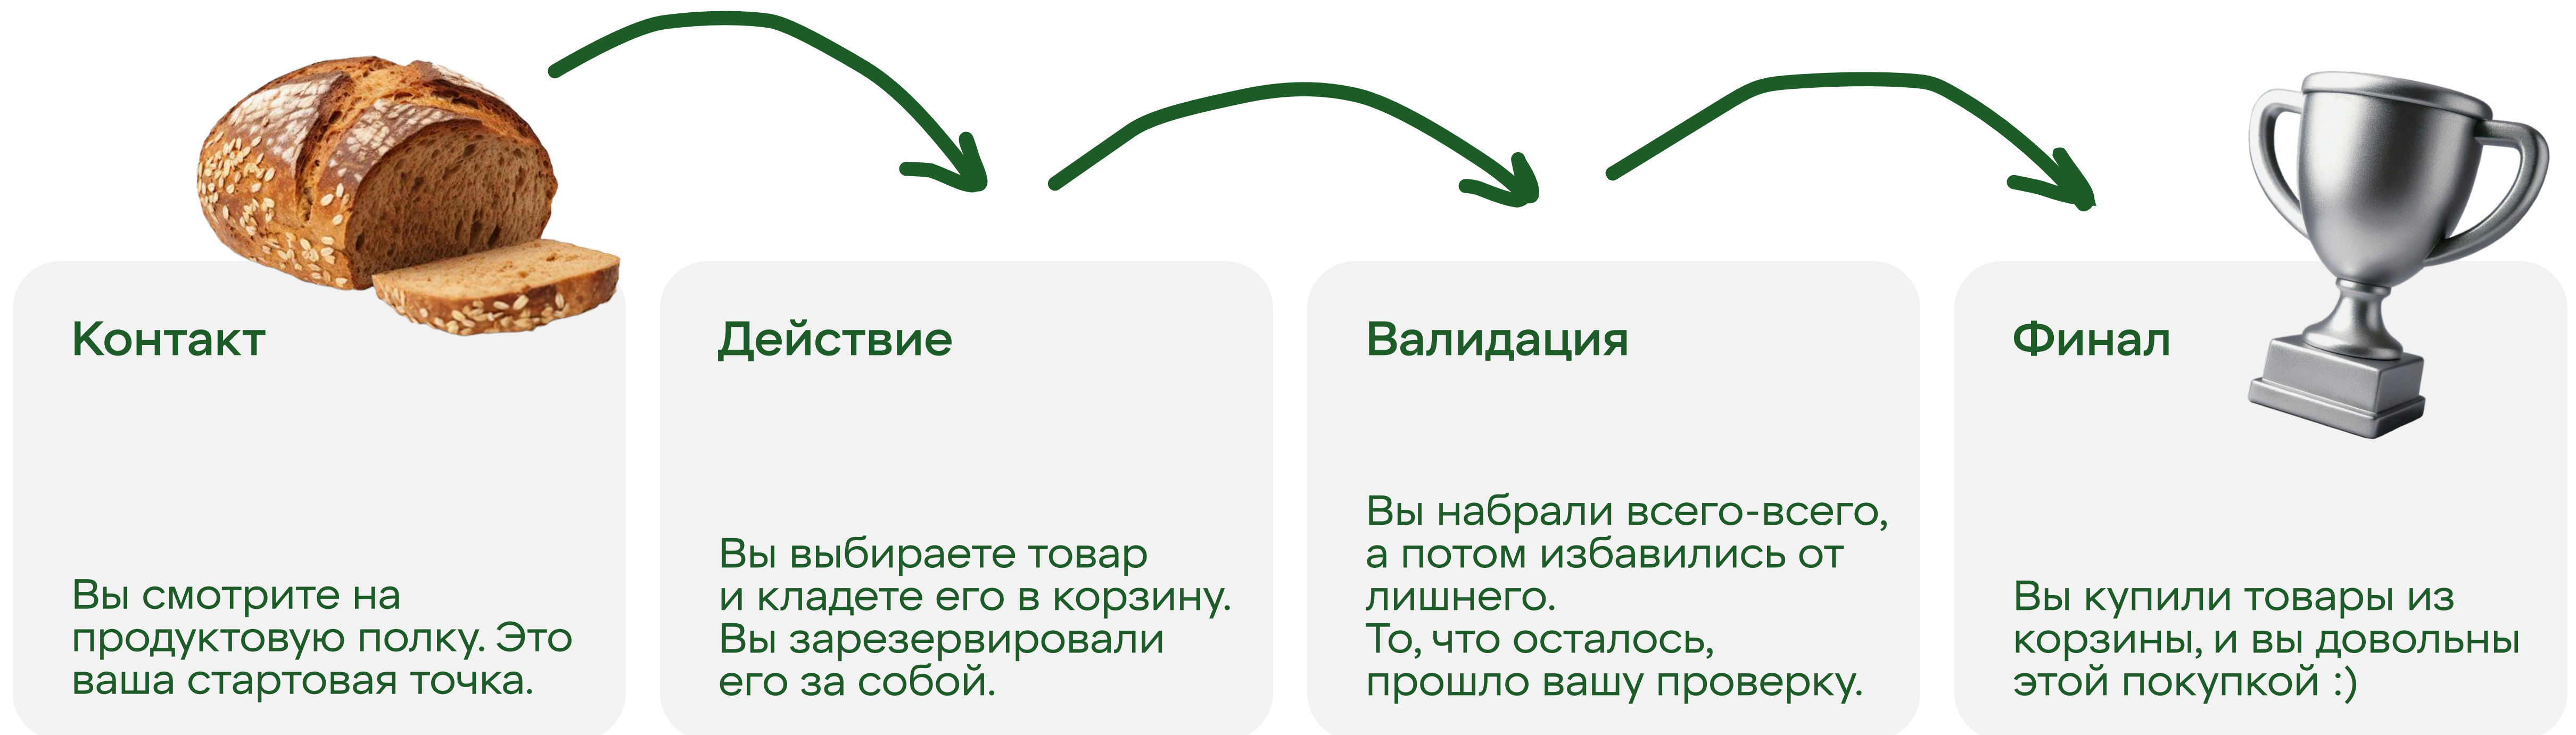 Контакт
Вы смотрите на
продуктовую полку. Это
ваша стартовая точка.
Действие
Вы выбираете товар
и кладете его в корзину.
Вы зарезервировали
его за собой.
Валидация
Вы набрали всего-всего,
а потом избавились от
лишнего.
То, что осталось,
прошло вашу проверку.
Финал
Вы купили товары из
корзины, и вы довольны
этой покупкой :)